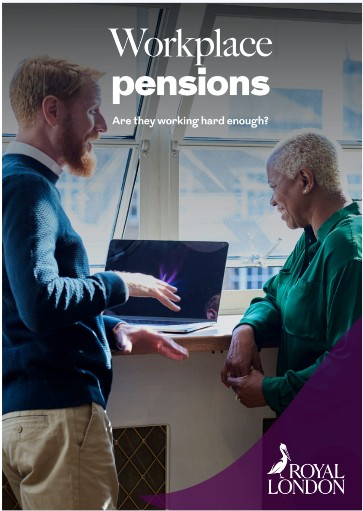 Workplace
pensions
Are they working hard enough?
ROYAL
LONDON